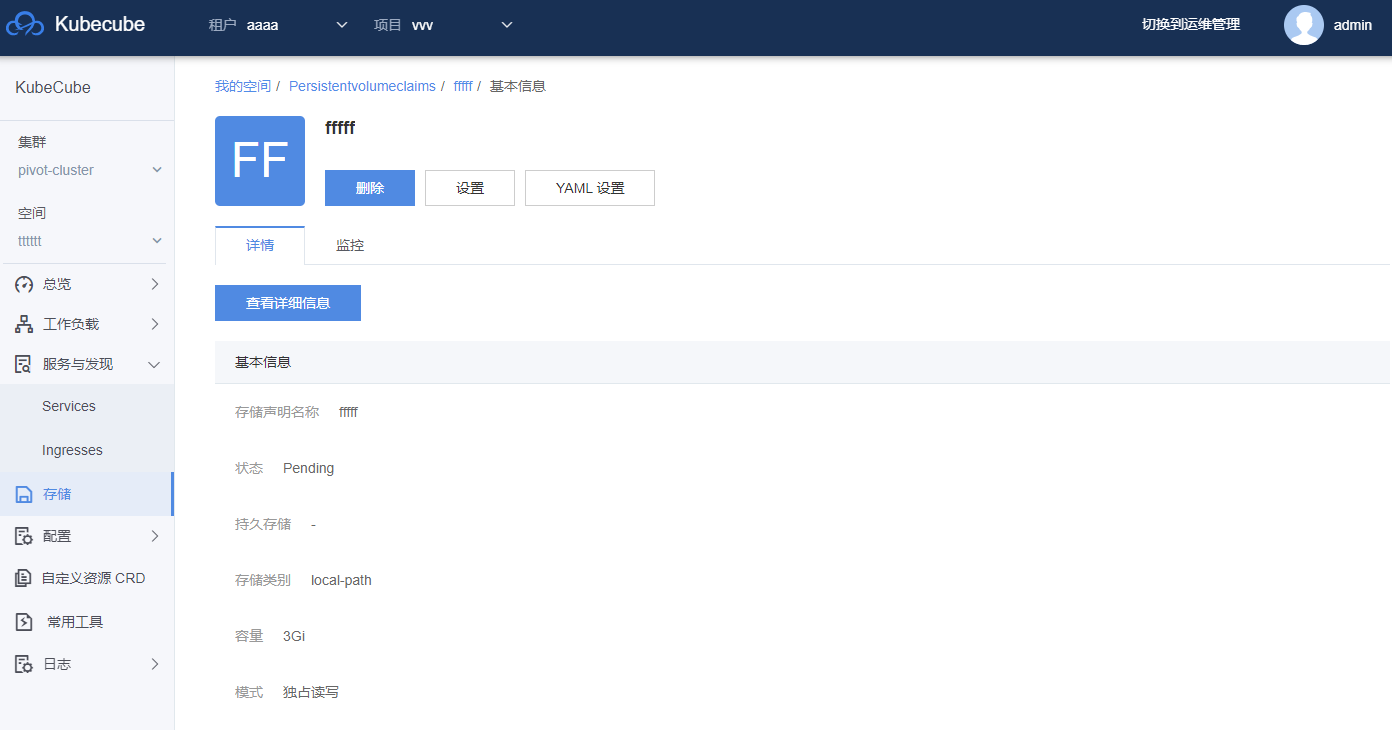 Kubecube 租户 aaaa 项目 vvv 切换到运维管理 admin
KubeCube
集群
pivot-cluster
空间
tttttt
总览
工作负载
服务与发现
Services
Ingresses
存储
配置
自定义资源 CRD
常用工具
日志
我的空间 / Persistentvolumeclaims / fffff / 基本信息
FF
fffff
删除 设置 YAML 设置
详情 监控
查看详细信息
基本信息
存储声明名称 fffff
状态 Pending
持久存储 -
存储类别 local-path
容量 3Gi
模式 独占读写